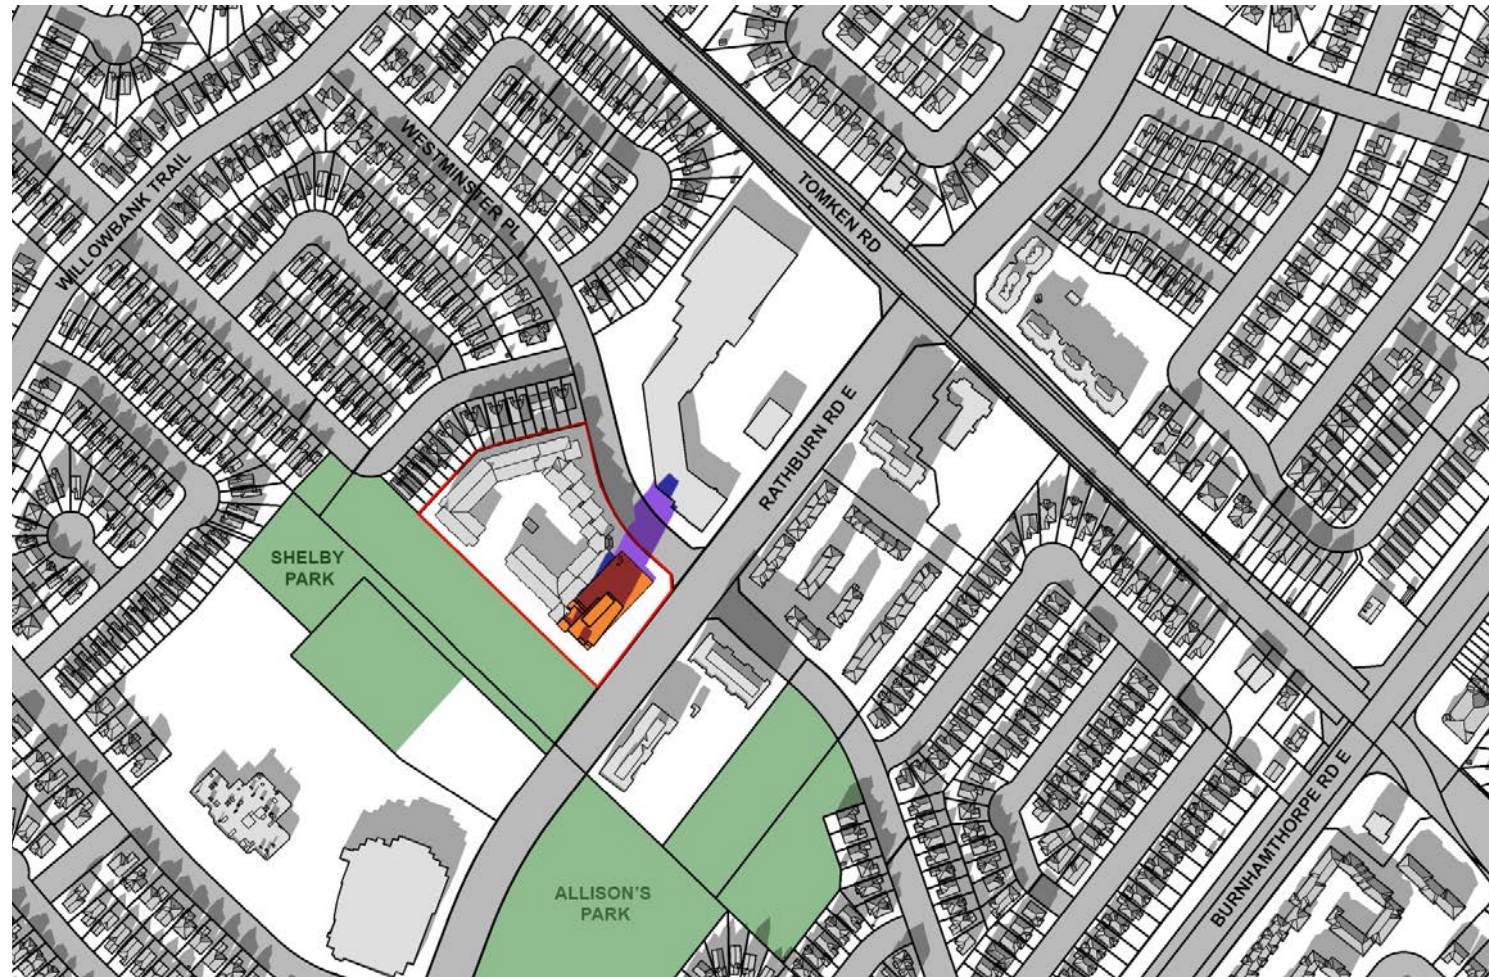 WESTMINSTER PL
WILLOWBANK TRAIL
TOMKEN RD
RATHBURN RD E
SHELBY
PARK
ALLISON'S
PARK
BURNHAMTHORPE RD E